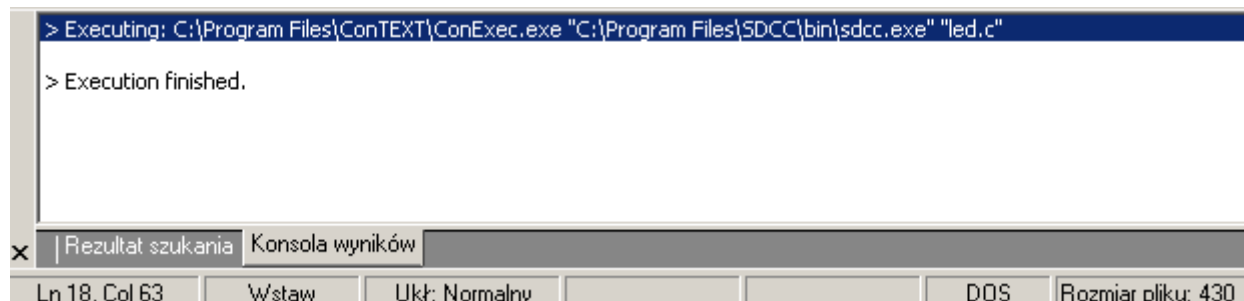 > Executing: C:\Program Files\ConTEXT\ConExec.exe "C:\Program Files\SDCC\bin\sdcc.exe" "led.c"
> Execution finished.
Rezultat szukania Konsola wyników
Ln 18, Col 63 Wstaw Ukł: Normalny DOS Rozmiar pliku: 430